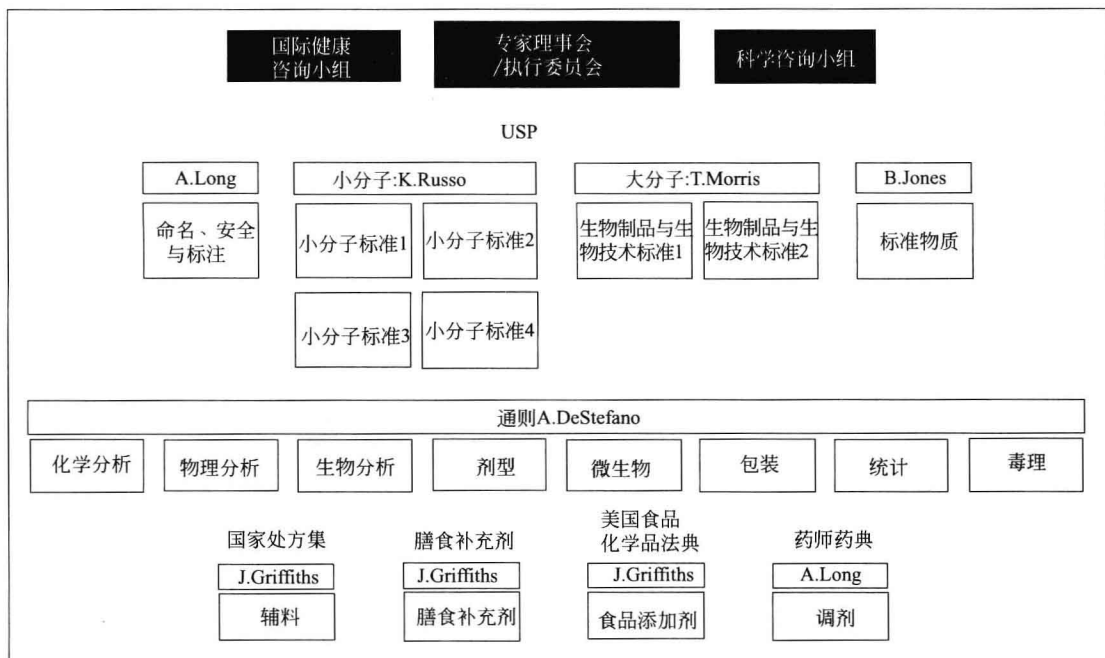 国际健康
咨询小组
专家理事会
/执行委员会
科学咨询小组
USP
A.Long
小分子:K.Russo
大分子:T.Morris
B.Jones
命名、安全
与标注
小分子标准1
小分子标准2
生物制品与生
物技术标准1
生物制品与生
物技术标准2
标准物质
小分子标准3
小分子标准4
通则A.DeStefano
化学分析
物理分析
生物分析
剂型
微生物
包装
统计
毒理
国家处方集
膳食补充剂
美国食品
化学品法典
药师药典
J.Griffiths
J.Griffiths
J.Griffiths
A.Long
辅料
膳食补充剂
食品添加剂
调剂